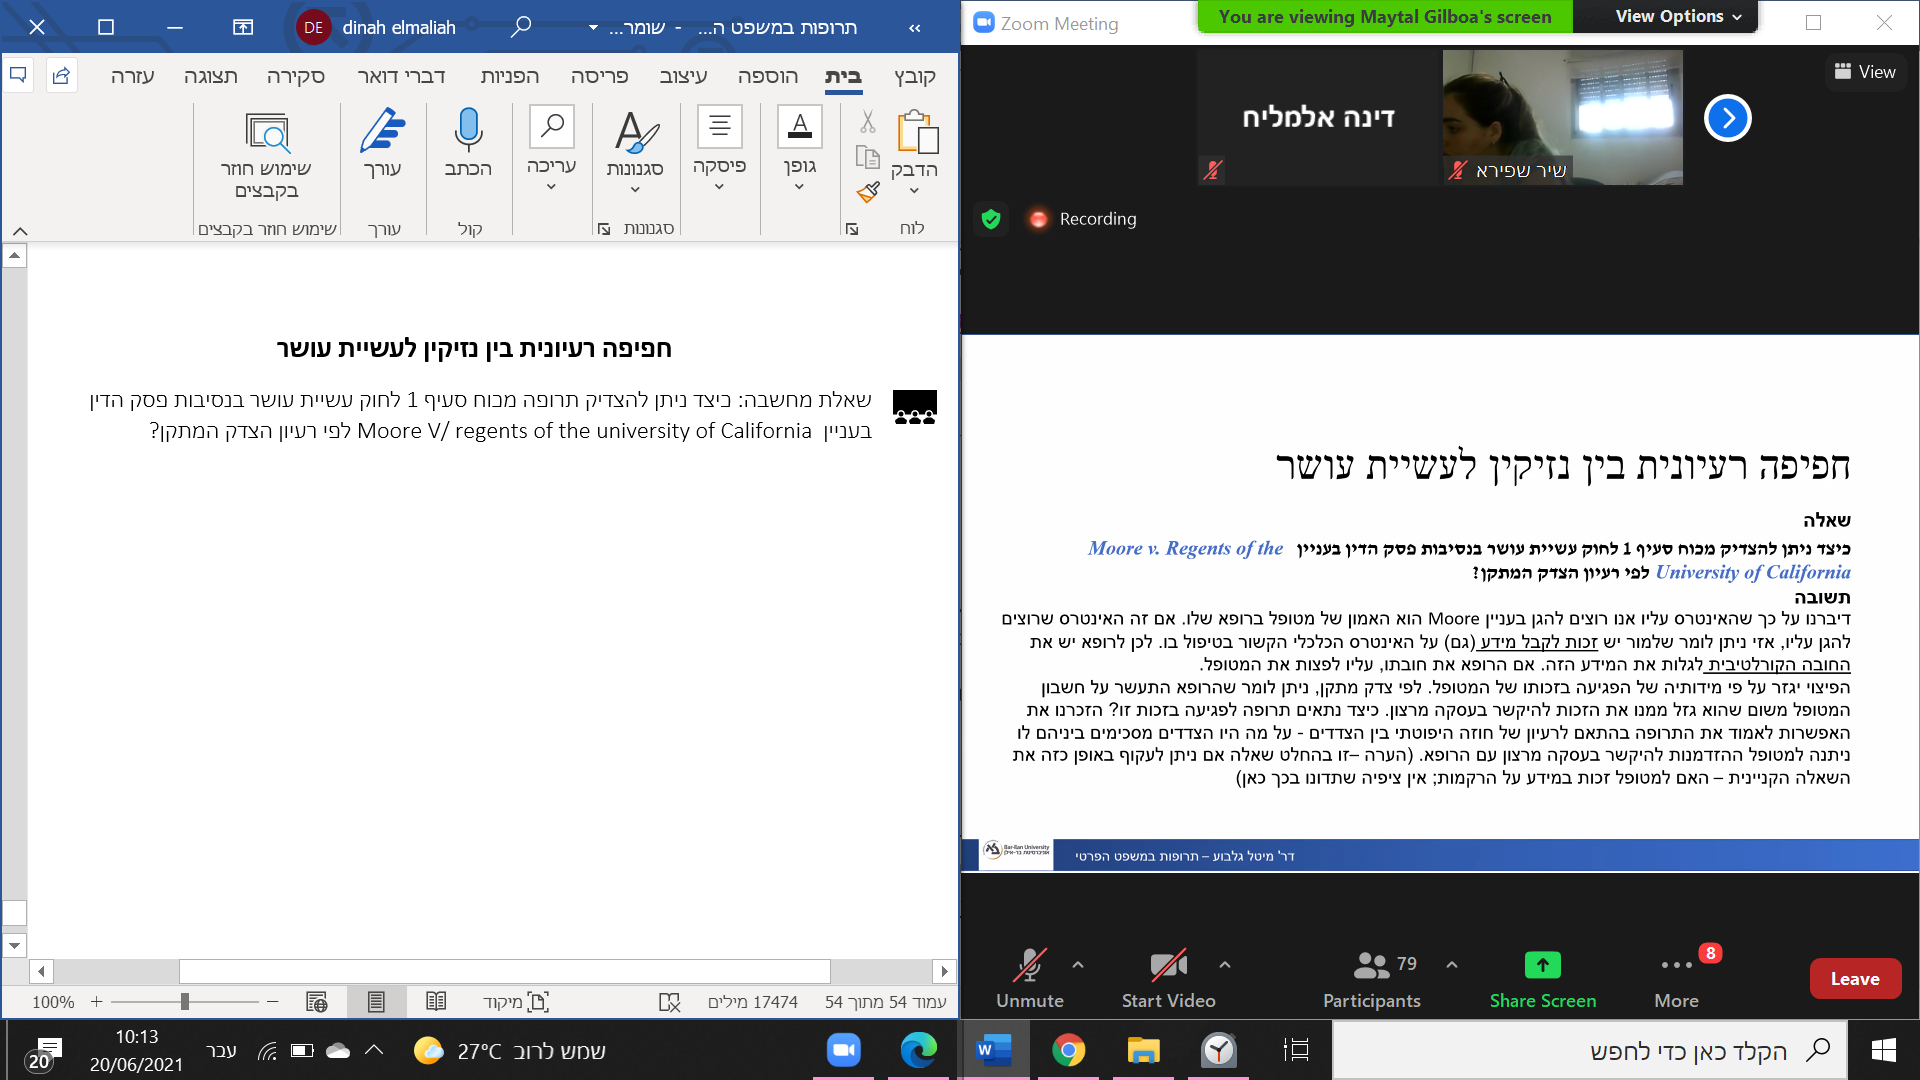 dinah elmaliah
תרופות במשפט ה... - שומר...
קובץ
בית
הוספה
עיצוב
פריסה
הפניות
דברי דואר
סקירה
תצוגה
עזרה
הדבק
לוח
גופן
פיסקה
סגנונות
סגנונות
עריכה
הכתב
קול
עורך
עורך
שימוש חוזר
בקבצים
שימוש חוזר בקבצים
חפיפה רעיונית בין נזיקין לעשיית עושר
שאלת מחשבה: כיצד ניתן להצדיק תרופה מכוח סעיף 1 לחוק עשיית עושר בנסיבות פסק הדין
בעניין Moore V/ regents of the university of California לפי רעיון הצדק המתקן?
עמוד 54 מתוך 54
17474 מילים
מיקוד
100%
Zoom Meeting
You are viewing Maytal Gilboa's screen
View Options
View
דינה אלמליח
שיר שפירא
Recording
חפיפה רעיונית בין נזיקין לעשיית עושר
שאלה
כיצד ניתן להצדיק מכוח סעיף 1 לחוק עשיית עושר בנסיבות פסק הדין בעניין Moore v. Regents of the
University of California לפי רעיון הצדק המתקן?
תשובה
דיברנו על כך שהאינטרס עליו אנו רוצים להגן בעניין Moore הוא האמון של מטופל ברופא שלו. אם זה האינטרס שרוצים
להגן עליו, אזי ניתן לומר שלמור יש זכות לקבל מידע (גם) על האינטרס הכלכלי הקשור בטיפול בו. לכן לרופא יש את
החובה הקורלטיבית לגלות את המידע הזה. אם הרופא את חובתו, עליו לפצות את המטופל.
הפיצוי יגזר על פי מידותיה של הפגיעה בזכותו של המטופל. לפי צדק מתקן, ניתן לומר שהרופא התעשר על חשבון
המטופל משום שהוא גזל ממנו את הזכות להיקשר בעסקה מרצון. כיצד נתאים תרופה לפגיעה בזכות זו? הזכרנו את
האפשרות לאמוד את התרופה בהתאם לרעיון של חוזה היפוטתי בין הצדדים - על מה היו הצדדים מסכימים ביניהם לו
ניתנה למטופל ההזדמנות להיקשר בעסקה מרצון עם הרופא. (הערה –זו בהחלט שאלה אם ניתן לעקוף באופן כזה את
השאלה הקניינית – האם למטופל זכות במידע על הרקמות; אין ציפיה שתדונו בכך כאן)
Bar-Ilan University
אוניברסיטת בר-אילן
דר' מיטל גלבוע – תרופות במשפט הפרטי
Unmute
Start Video
79
Participants
Share Screen
8
More
Leave
20
10:13
20/06/2021
עבר
27°C שמש לרוב
הקלד כאן כדי לחפש